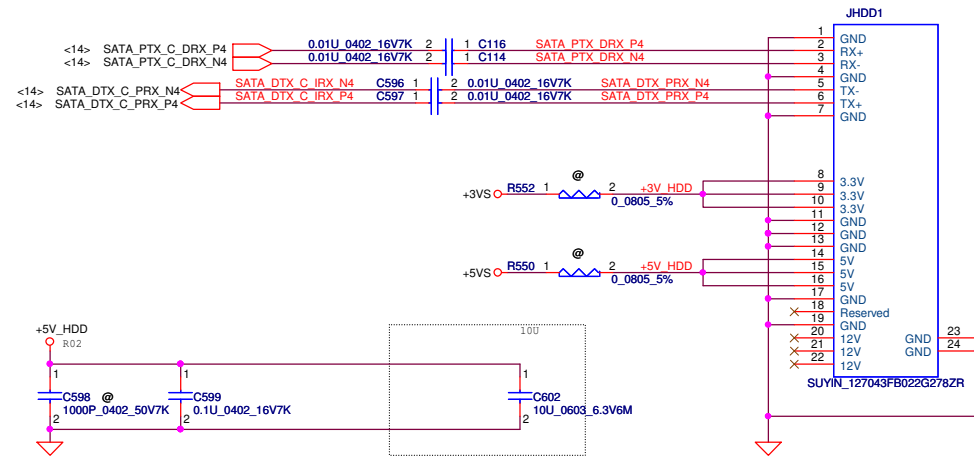 JHDD1
<14> SATA_PTX_C_DRX_P4 0.01U_0402_16V7K 2 1 C116 SATA_PTX_DRX_P4
<14> SATA_PTX_C_DRX_N4 0.01U_0402_16V7K 2 1 C114 SATA_PTX_DRX_N4
<14> SATA_DTX_C_PRX_N4 SATA_DTX_C_IRX_N4 C596 1 2 0.01U_0402_16V7K SATA_DTX_PRX_N4
<14> SATA_DTX_C_PRX_P4 SATA_DTX_C_IRX_P4 C597 1 2 0.01U_0402_16V7K SATA_DTX_PRX_P4
1 GND
2 RX+
3 RX-
4 GND
5 TX-
6 TX+
7 GND
@
+3VS R552 1 2 +3V_HDD
0_0805_5%
8 3.3V
9 3.3V
10 3.3V
11 GND
12 GND
13 GND
@
+5VS R550 1 2 +5V_HDD
0_0805_5%
14 5V
15 5V
16 5V
17 GND
18 Reserved
19 GND
20 12V GND 23
21 12V GND 24
22 12V
SUYIN_127043FB022G278ZR
+5V_HDD
R02
10U
1 1 1
C598 @ C599 C602
1000P_0402_50V7K 0.1U_0402_16V7K 10U_0603_6.3V6M
2 2 2